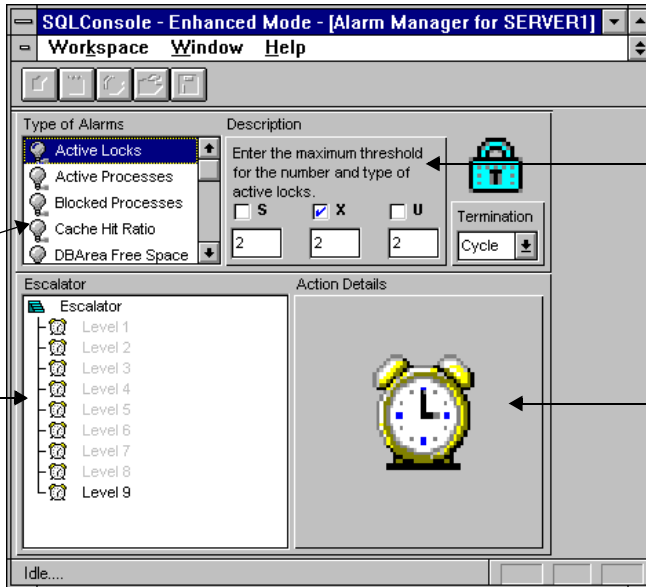 SQLConsole - Enhanced Mode - [Alarm Manager for SERVER1]
Workspace Window Help
Type of Alarms
Active Locks
Active Processes
Blocked Processes
Cache Hit Ratio
DBArea Free Space
Description
Enter the maximum threshold
for the number and type of
active locks.
S X U
2 2 2
Termination
Cycle
Escalator
Escalator
Level 1
Level 2
Level 3
Level 4
Level 5
Level 6
Level 7
Level 8
Level 9
Action Details
Idle....